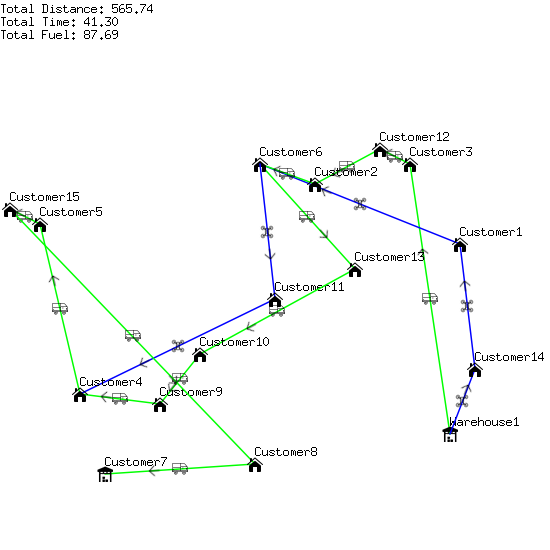 Total Distance: 565.74
Total Time: 41.30
Total Fuel: 87.69
Customer12
Customer6
Customer3
Customer2
Customer15
Customer5
Customer1
Customer13
Customer11
Customer10
Customer14
Customer4
Customer9
Warehouse1
Customer8
Customer7